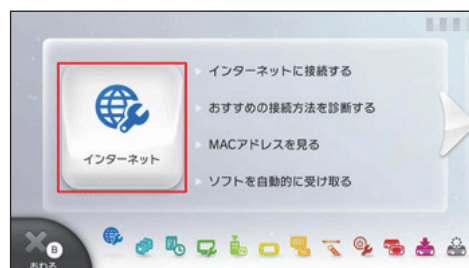 インターネットに接続する
おすすめの接続方法を診断する
MACアドレスを見る
インターネット
ソフトを自動的に受け取る
B
おわる